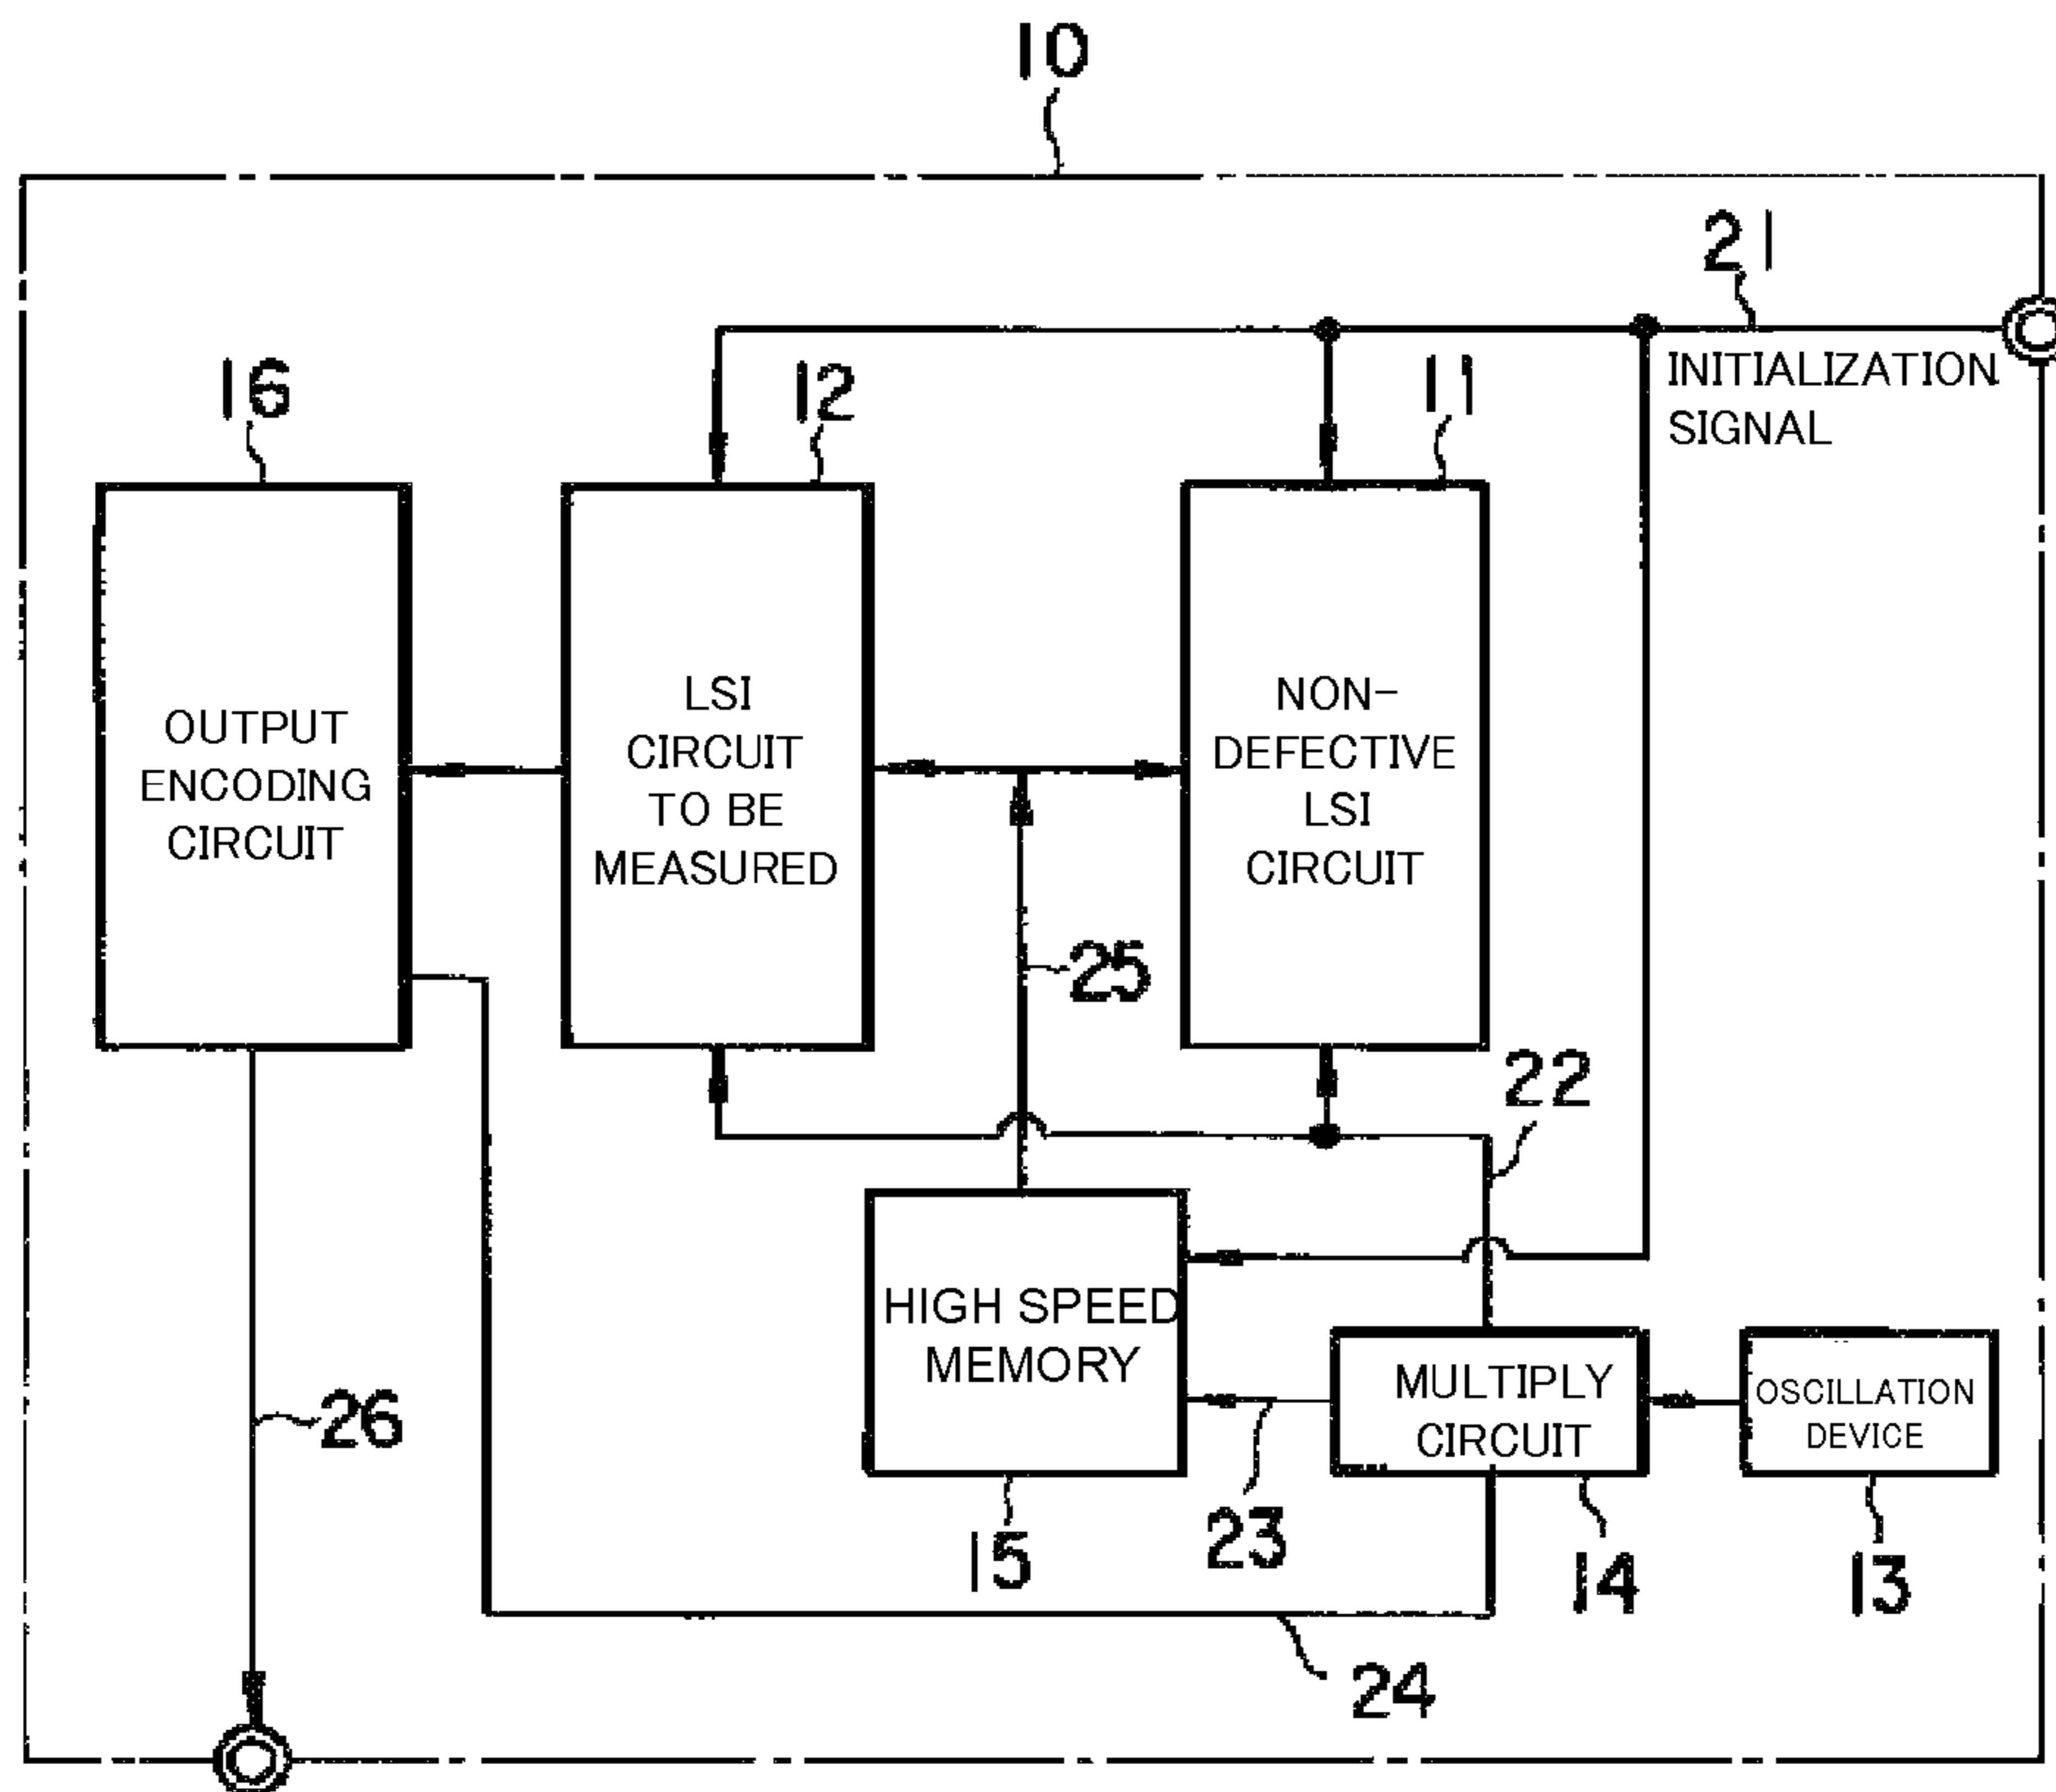 10
21
INITIALIZATION
SIGNAL
16
12
11
OUTPUT
ENCODING
CIRCUIT
LSI
CIRCUIT
TO BE
MEASURED
NON-
DEFECTIVE
LSI
CIRCUIT
25
22
HIGH SPEED
MEMORY
MULTIPLY
CIRCUIT
OSCILLATION
DEVICE
26
23
15
14
13
24